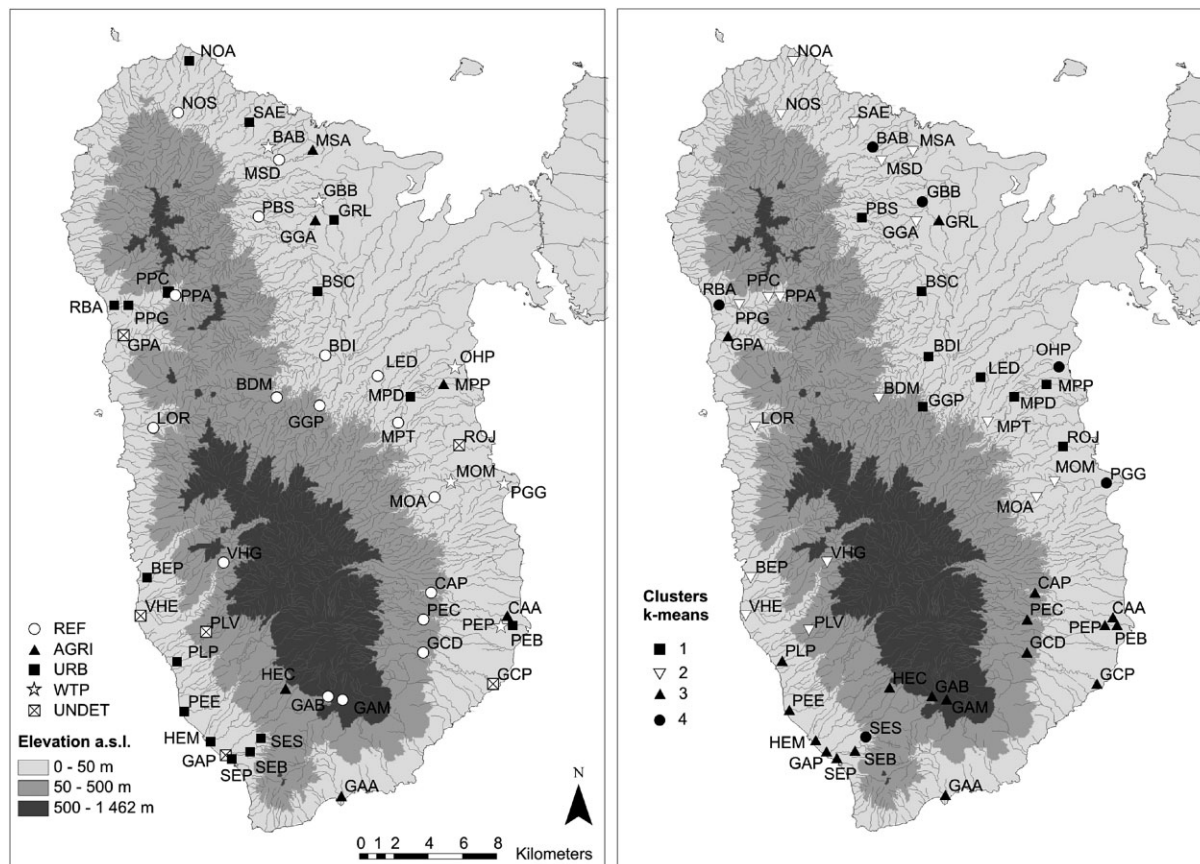 NOA
NOS
SAE
BAB
MSA
MSD
GBB
PBS
GRL
GGA
PPC
BSC
PPA
RBA
PPG
GPA
BDI
LED
OHP
BDM
MPD
MPP
GGP
LOR
MPT
ROJ
MOM
MOA
PGG
VHG
BEP
CAP
VHE
PEC
CAA
PLV
PEP
PEB
GCD
PLP
HEC
GCP
GAB
GAM
PEE
HEM
SES
GAP
SEB
SEP
GAA
REF
AGRI
URB
WTP
UNDET
Elevation a.s.l.
0 - 50 m
50 - 500 m
500 - 1 462 m
N
0 1 2 4 6 8
Kilometers
NOA
NOS
SAE
BAB
MSA
MSD
GBB
PBS
GRL
GGA
PPC
BSC
RBA
PPA
PPG
GPA
BDI
LED
OHP
BDM
MPP
MPD
GGP
LOR
MPT
ROJ
MOM
MOA
PGG
VHG
BEP
CAP
VHE
PEC
CAA
PLV
PEP
PEB
GCD
PLP
HEC
GCP
GAB
GAM
PEE
HEM
SES
GAP
SEB
SEP
GAA
Clusters
k-means
1
2
3
4